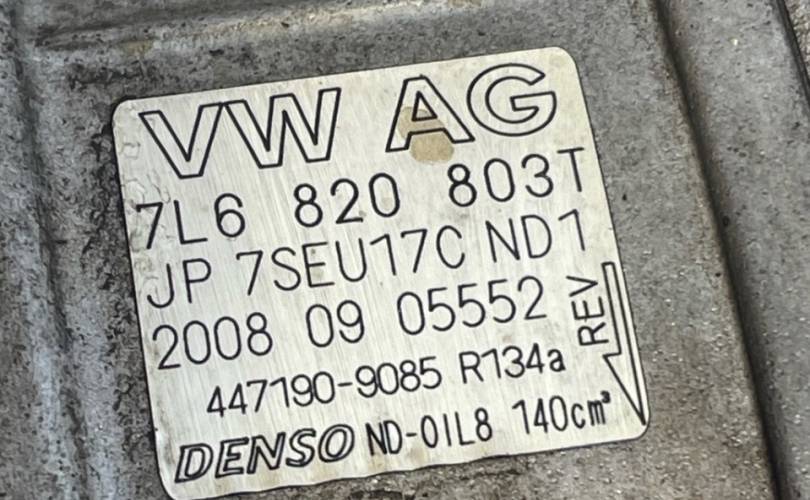 VW AG
7L6 820 803T
JP 7SEU17C ND1
2008 09 05552
REV
447190-9085 R134a
DENSO ND-OIL8 140cm³